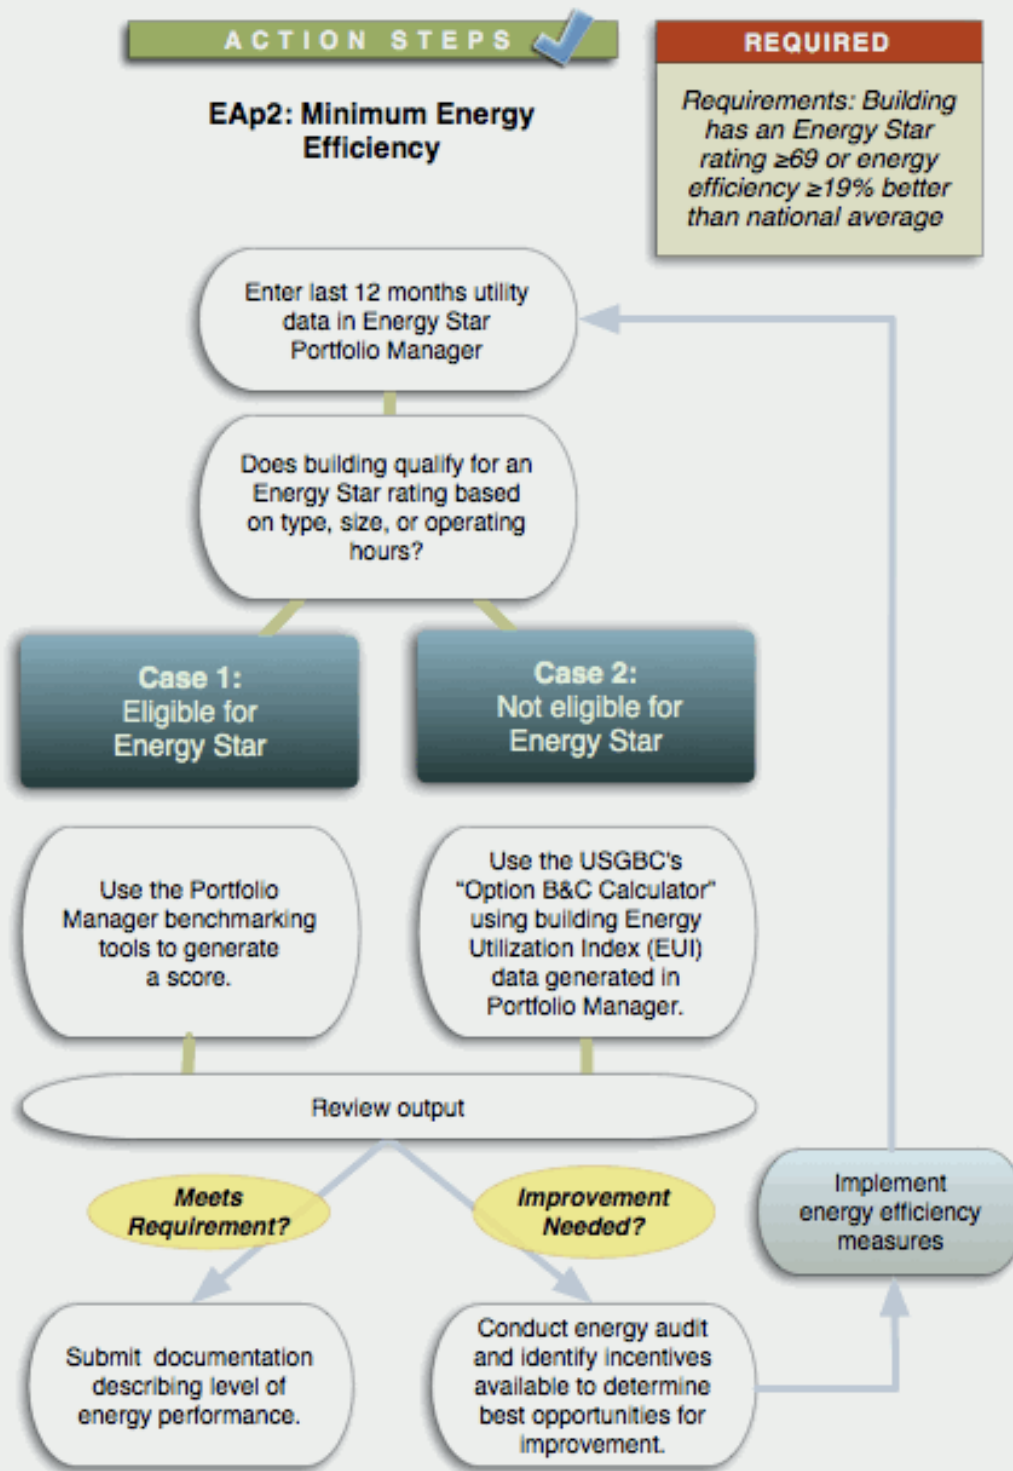 ACTION STEPS
REQUIRED
Requirements: Building
has an Energy Star
rating ≥69 or energy
efficiency ≥19% better
than national average
EAp2: Minimum Energy
Efficiency
Enter last 12 months utility
data in Energy Star
Portfolio Manager
Does building qualify for an
Energy Star rating based
on type, size, or operating
hours?
Case 1:
Eligible for
Energy Star
Case 2:
Not eligible for
Energy Star
Use the Portfolio
Manager benchmarking
tools to generate
a score.
Use the USGBC's
“Option B&C Calculator”
using building Energy
Utilization Index (EUI)
data generated in
Portfolio Manager.
Review output
Meets
Requirement?
Improvement
Needed?
Implement
energy efficiency
measures
Submit documentation
describing level of
energy performance.
Conduct energy audit
and identify incentives
available to determine
best opportunities for
improvement.